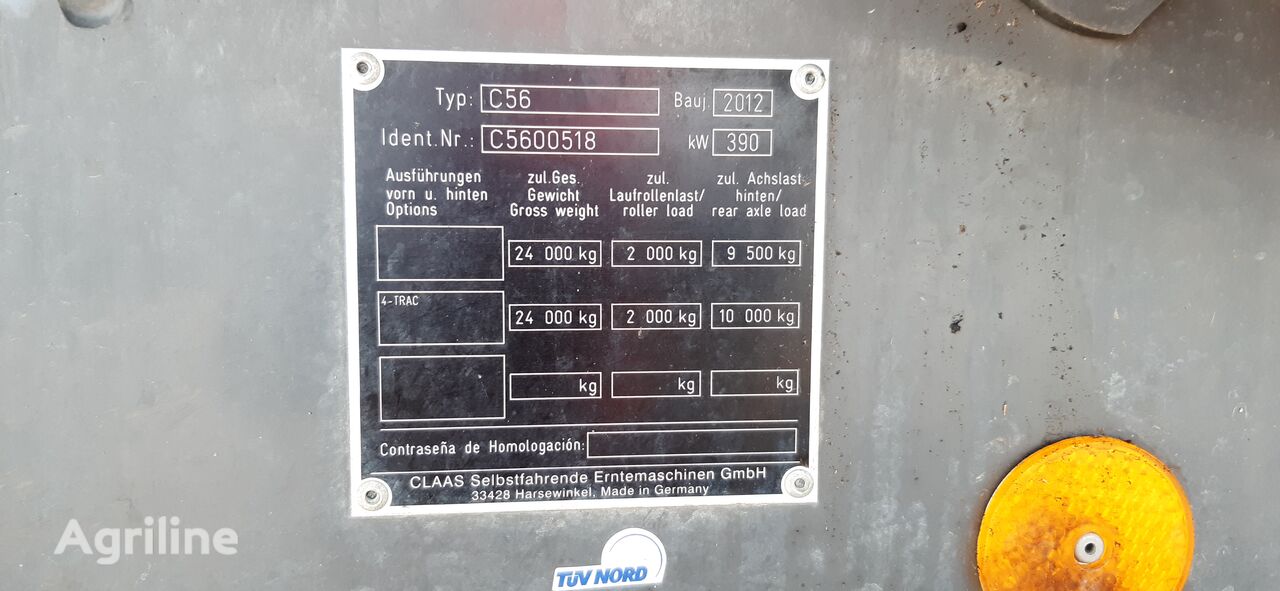 Typ: C56 Bauj. 2012
Ident.Nr.: C5600518 kW 390
Ausführungen vorn u. hinten Options
zul.Ges. Gewicht Gross weight
zul. Laufrollenlast/ roller load
zul. Achslast hinten/ rear axle load
24 000 kg 2 000 kg 9 500 kg
4-TRAC
24 000 kg 2 000 kg 10 000 kg
kg kg kg
Contraseña de Homologación:
CLAAS Selbstfahrende Erntemaschinen GmbH
33428 Harsewinkel, Made in Germany
Agriline
TÜV NORD